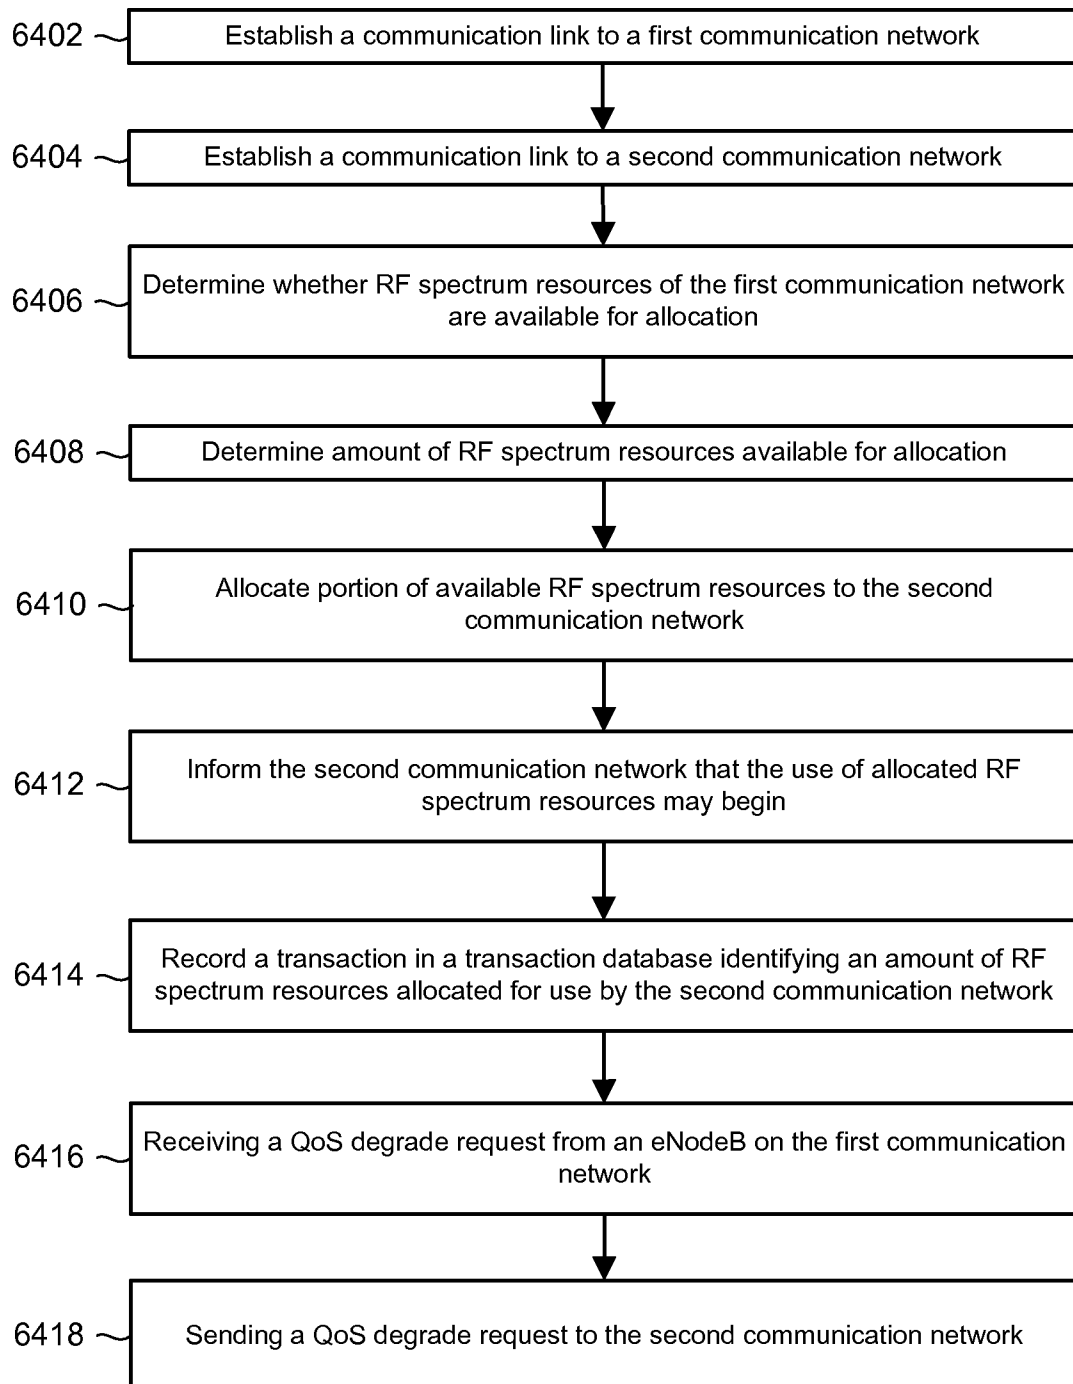 6402
Establish a communication link to a first communication network
6404
Establish a communication link to a second communication network
6406
Determine whether RF spectrum resources of the first communication network
are available for allocation
6408
Determine amount of RF spectrum resources available for allocation
6410
Allocate portion of available RF spectrum resources to the second
communication network
6412
Inform the second communication network that the use of allocated RF
spectrum resources may begin
6414
Record a transaction in a transaction database identifying an amount of RF
spectrum resources allocated for use by the second communication network
6416
Receiving a QoS degrade request from an eNodeB on the first communication
network
6418
Sending a QoS degrade request to the second communication network